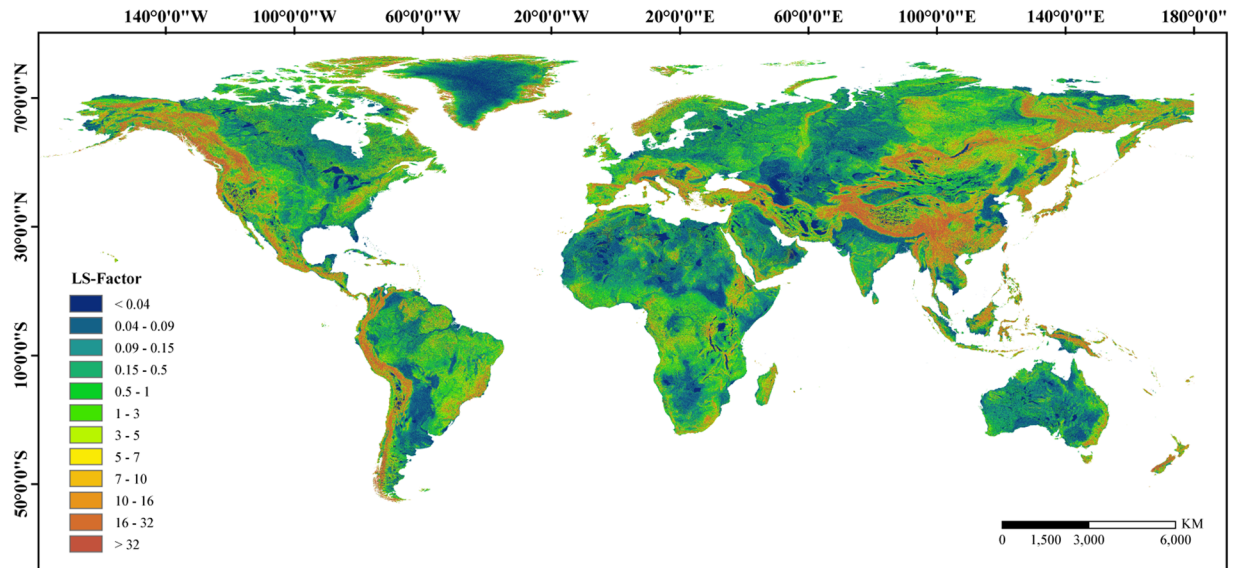 140°0'0"W 100°0'0"W 60°0'0"W 20°0'0"W 20°0'0"E 60°0'0"E 100°0'0"E 140°0'0"E 180°0'0"
70°0'0"N
30°0'0"N
10°0'0"S
50°0'0"S
LS-Factor
< 0.04
0.04 - 0.09
0.09 - 0.15
0.15 - 0.5
0.5 - 1
1 - 3
3 - 5
5 - 7
7 - 10
10 - 16
16 - 32
> 32
KM
0 1,500 3,000 6,000